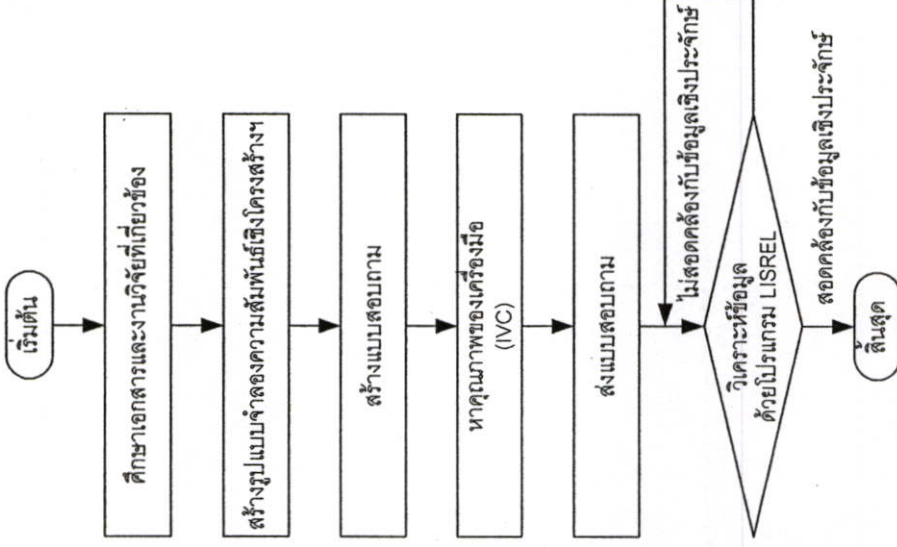 เริ่มต้น
ศึกษาเอกสารและงานวิจัยที่เกี่ยวข้อง
สร้างรูปแบบจำลองความสัมพันธ์เชิงโครงสร้างฯ
สร้างแบบสอบถาม
หาคุณภาพของเครื่องมือ
(IVC)
ส่งแบบสอบถาม
ไม่สอดคล้องกับข้อมูลเชิงประจักษ์
วิเคราะห์ข้อมูล
ด้วยโปรแกรม LISREL
สอดคล้องกับข้อมูลเชิงประจักษ์
สิ้นสุด